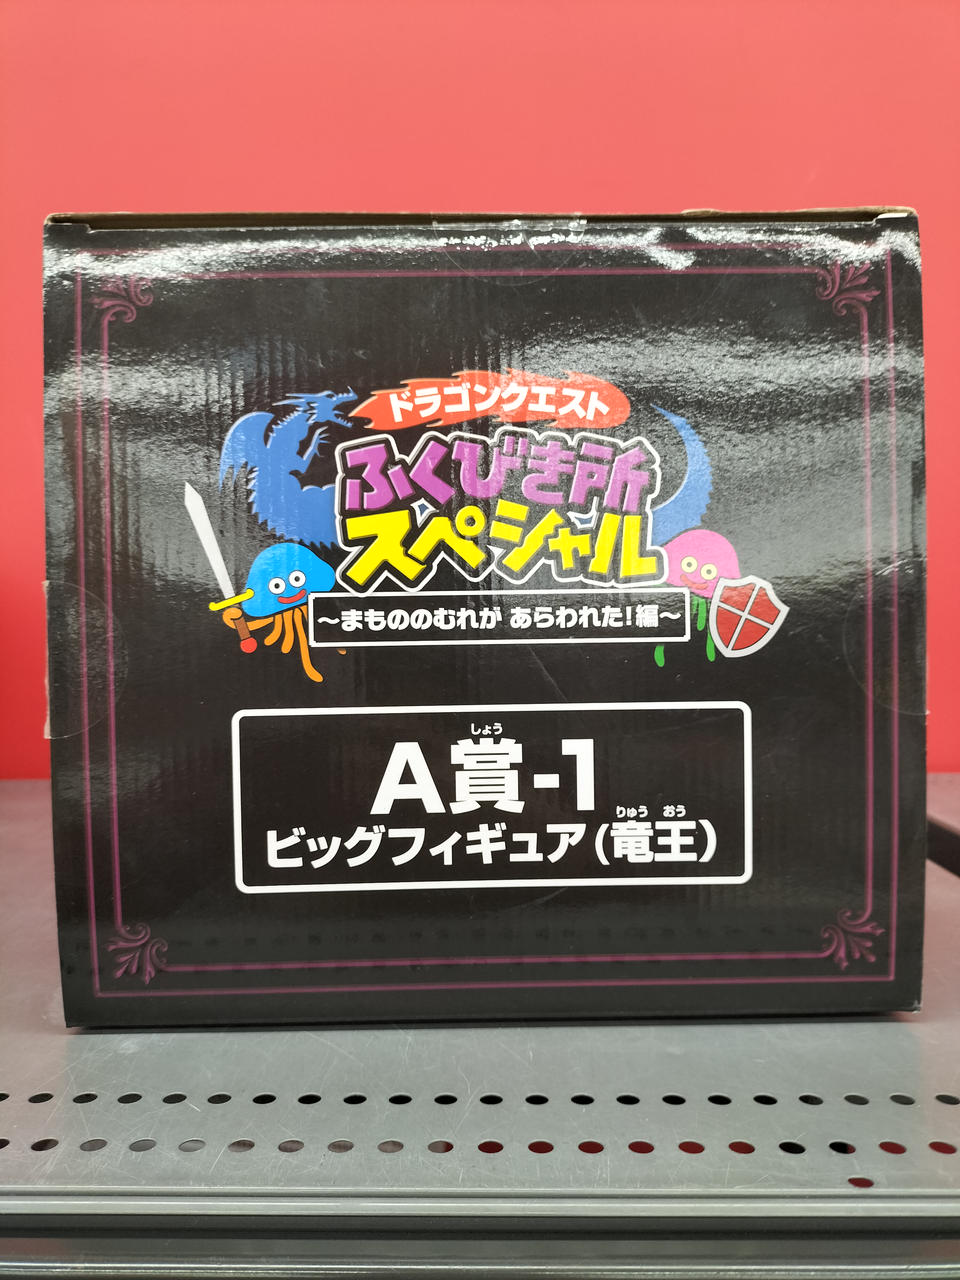 ドラゴンクエスト
ふくびき所
スペシャル
～まもののむれが あらわれた!編～
しょう
A賞-1
りゅう おう
ビッグフィギュア(竜王)